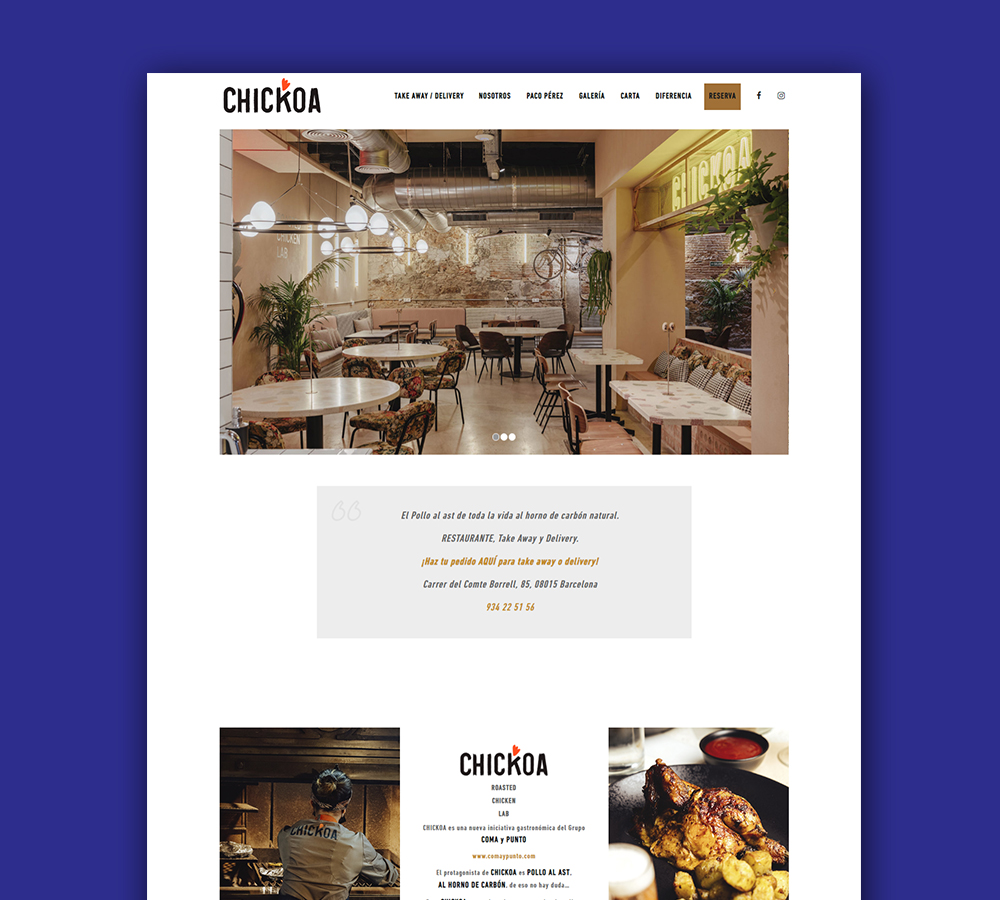 CHICKOA
TAKE AWAY / DELIVERY NOSOTROS PACO PÉREZ GALERÍA CARTA DIFERENCIA RESERVA
CHICKOA
CHICKEN
LAB
El Pollo al ast de toda la vida al horno de carbón natural.
RESTAURANTE, Take Away y Delivery.
¡Haz tu pedido AQUÍ para take away o delivery!
Carrer del Comte Borrell, 85, 08015 Barcelona
934 22 51 56
CHICKOA
ROASTED
CHICKEN
LAB
CHICKOA es una nueva iniciativa gastronómica del Grupo
COMA y PUNTO
www.comaypunto.com
El protagonista de CHICKOA es POLLO AL AST.
AL HORNO DE CARBÓN, de eso no hay duda...
CHICKOA